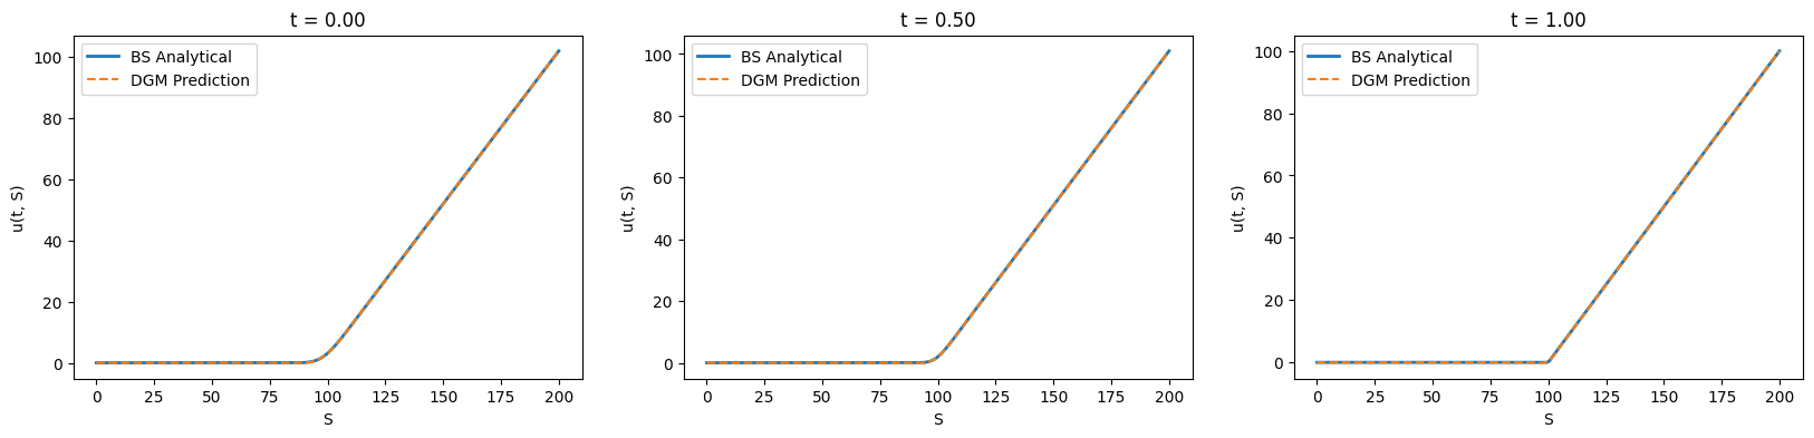 t = 0.00
BS Analytical
DGM Prediction
100
80
60
40
20
0
u(t, S)
0 25 50 75 100 125 150 175 200
S
t = 0.50
BS Analytical
DGM Prediction
100
80
60
40
20
0
u(t, S)
0 25 50 75 100 125 150 175 200
S
t = 1.00
BS Analytical
DGM Prediction
100
80
60
40
20
0
u(t, S)
0 25 50 75 100 125 150 175 200
S